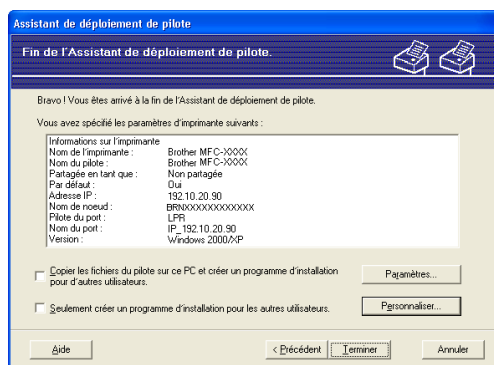 Assistant de déploiement de pilote
Fin de l'Assistant de déploiement de pilote.
Bravo ! Vous êtes arrivé à la fin de l'Assistant de déploiement de pilote.
Vous avez spécifié les paramètres d'imprimante suivants :
Informations sur l'imprimante
Nom de l'imprimante : Brother MFC-XXXX
Nom du pilote : Brother MFC-XXXX
Partagée en tant que : Non partagée
Par défaut : Oui
Adresse IP : 192.10.20.90
Nom de noeud : BRNXXXXXXXXXXXX
Pilote du port : LPR
Nom du port : IP_192.10.20.90
Version : Windows 2000/XP
Copier les fichiers du pilote sur ce PC et créer un programme d'installation
pour d'autres utilisateurs.
Paramètres...
Seulement créer un programme d'installation pour les autres utilisateurs.
Personnaliser...
Aide
< Précédent
Terminer
Annuler